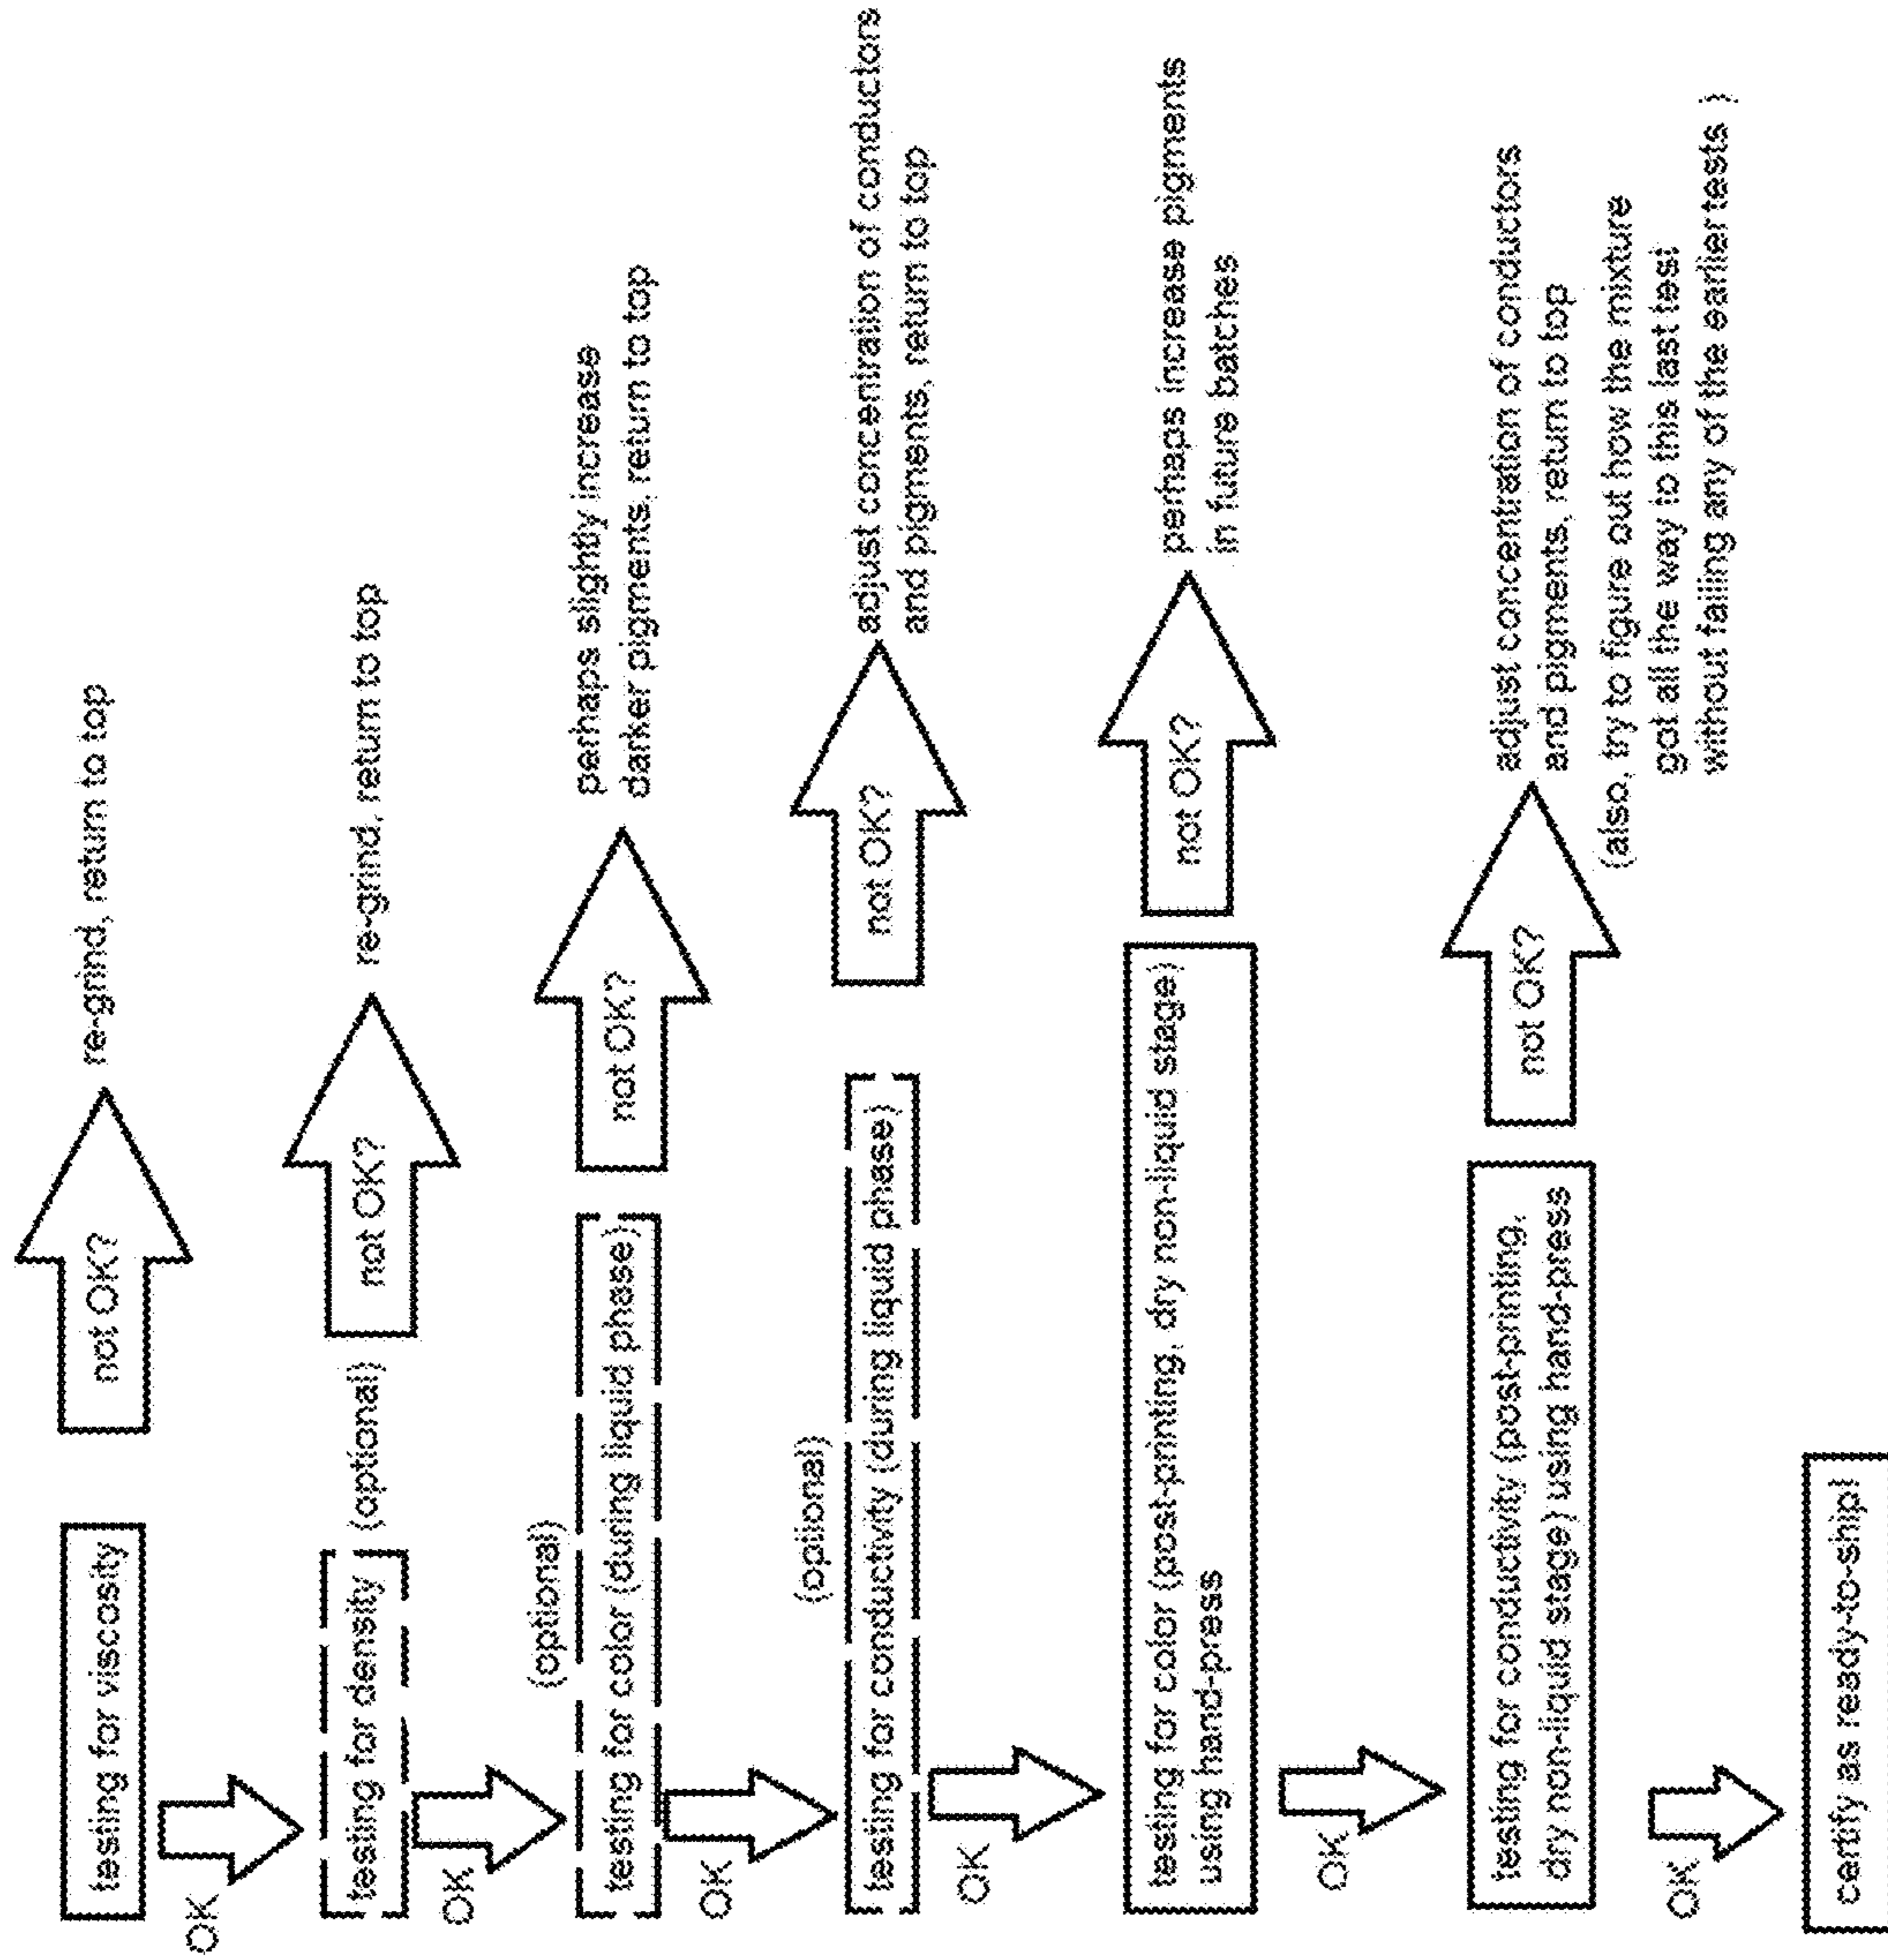 testing for viscosity
not OK?
re-grind, return to top
OK
testing for density
(optional)
not OK?
re-grind, return to top
OK
(optional)
testing for color (during liquid phase)
not OK?
perhaps slightly increase
darker pigments, return to top
OK
(optional)
testing for conductivity (during liquid phase)
not OK?
adjust concentration of conductors
and pigments, return to top
OK
testing for color (post-printing, dry non-liquid stage)
using hand-press
not OK?
perhaps increase pigments
in future batches
OK
testing for conductivity (post-printing,
dry non-liquid stage) using hand-press
not OK?
adjust concentration of conductors
and pigments, return to top
(also, try to figure out how the mixture
got all the way to this last test
without failing any of the earlier tests )
OK
certify as ready-to-ship!